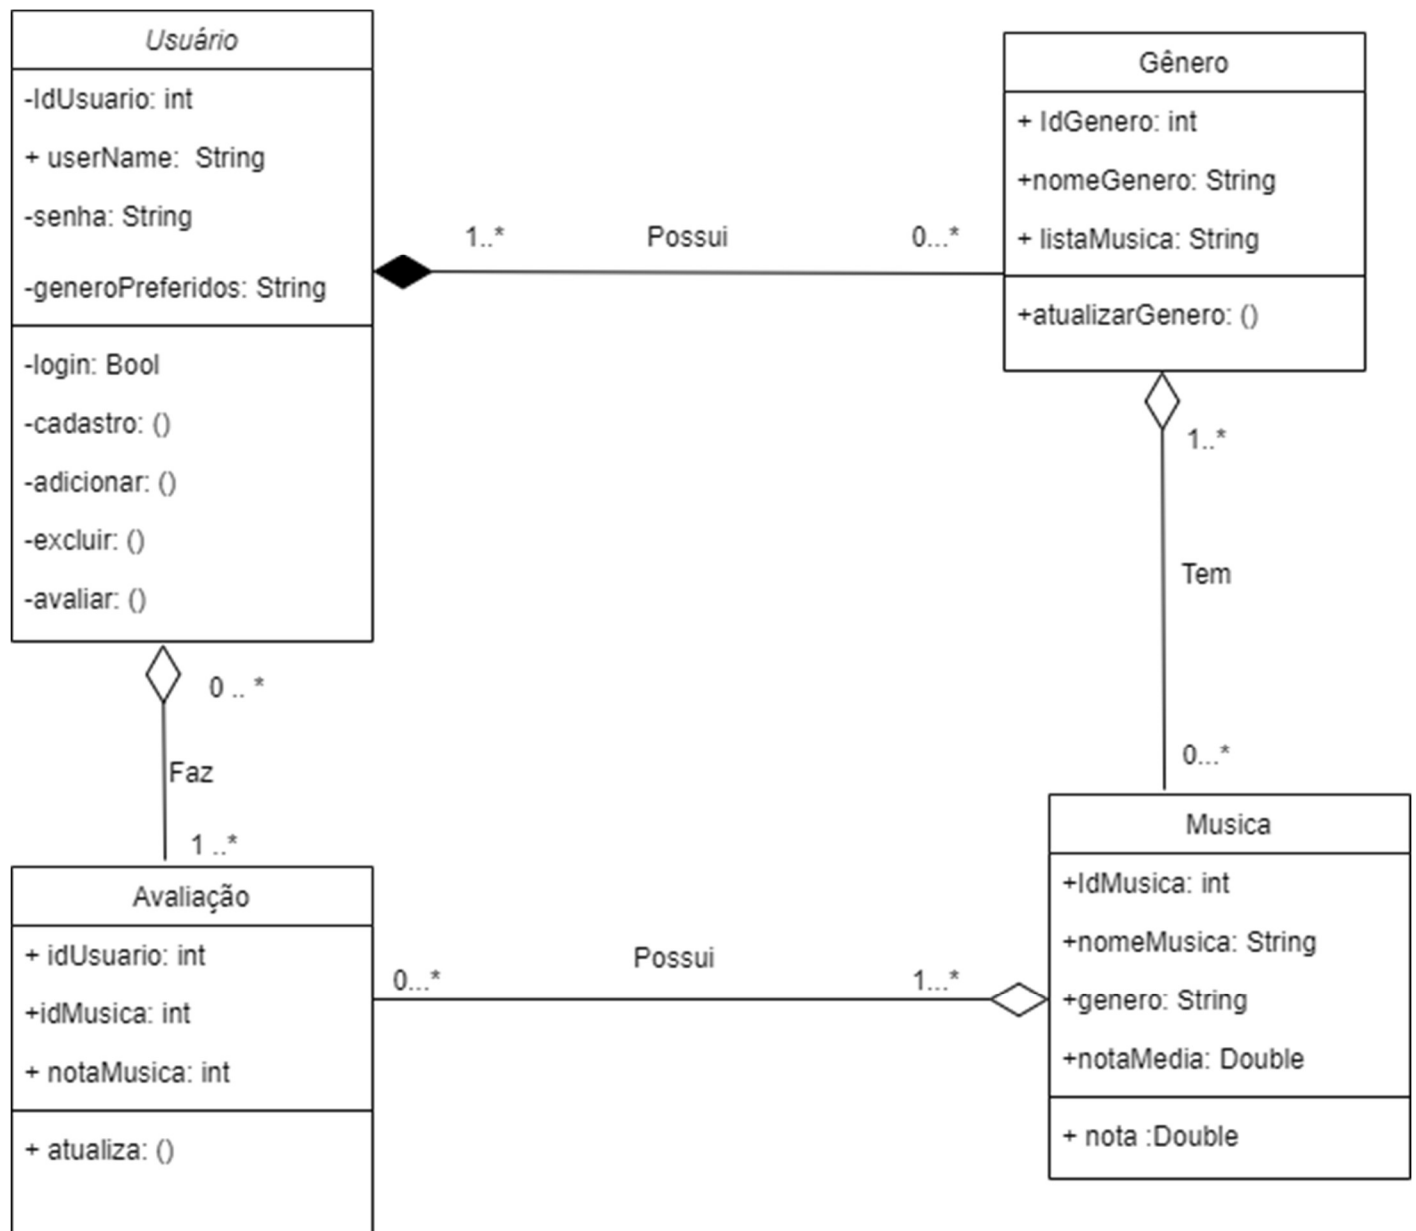 Usuário
-IdUsuario: int
+ userName: String
-senha: String
-generoPreferidos: String
-login: Bool
-cadastro: ()
-adicionar: ()
-excluir: ()
-avaliar: ()
1..*
Possui
0...*
Gênero
+ IdGenero: int
+nomeGenero: String
+ listaMusica: String
+atualizarGenero: ()
1..*
Tem
0...*
0 .. *
Faz
1 ..*
Avaliação
+ idUsuario: int
+idMusica: int
+ notaMusica: int
+ atualiza: ()
0...*
Possui
1...*
Musica
+IdMusica: int
+nomeMusica: String
+genero: String
+notaMedia: Double
+ nota :Double